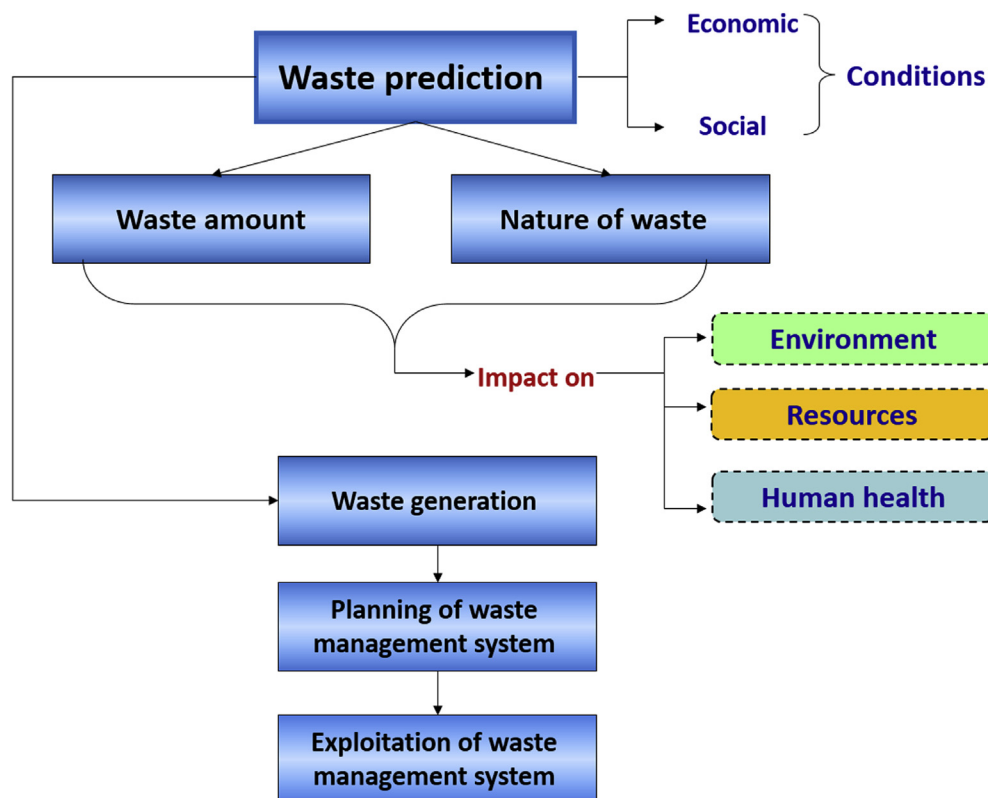 Economic
Waste prediction
Conditions
Social
Waste amount
Nature of waste
Environment
Impact on
Resources
Human health
Waste generation
Planning of waste
management system
Exploitation of waste
management system